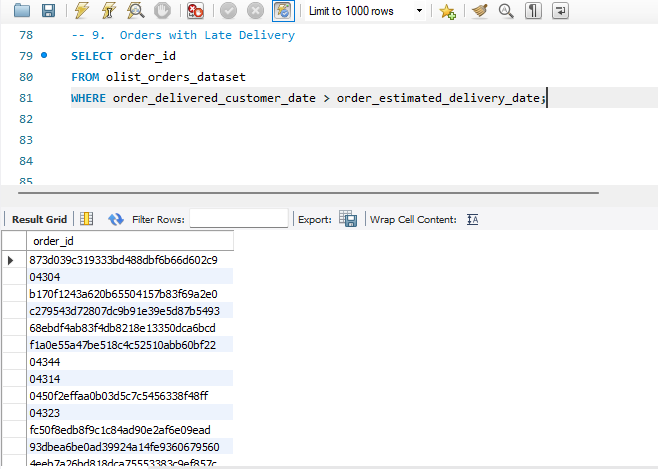 Limit to 1000 rows
78 -- 9.  Orders with Late Delivery
79 SELECT order_id
80 FROM olist_orders_dataset
81 WHERE order_delivered_customer_date > order_estimated_delivery_date;
82
83
84
85
Result Grid Filter Rows: Export: Wrap Cell Content:
order_id
873d039c319333bd488dbf6b66d602c9
04304
b170f1243a620b65504157b83f69a2e0
c279543d72807dc9b91e39e5d87b5493
68ebdf4ab83f4db8218e13350dca6bcd
f1a0e55a47be518c4c52510abb60bf22
04344
04314
0450f2effaa0b03d5c7c5456338f48ff
04323
fc50f8edb8f9c1c84ad90e2af6e09ead
93dbea6be0ad39924a14fe9360679560
4eeb7a26bd818dca75553383c9ef857c